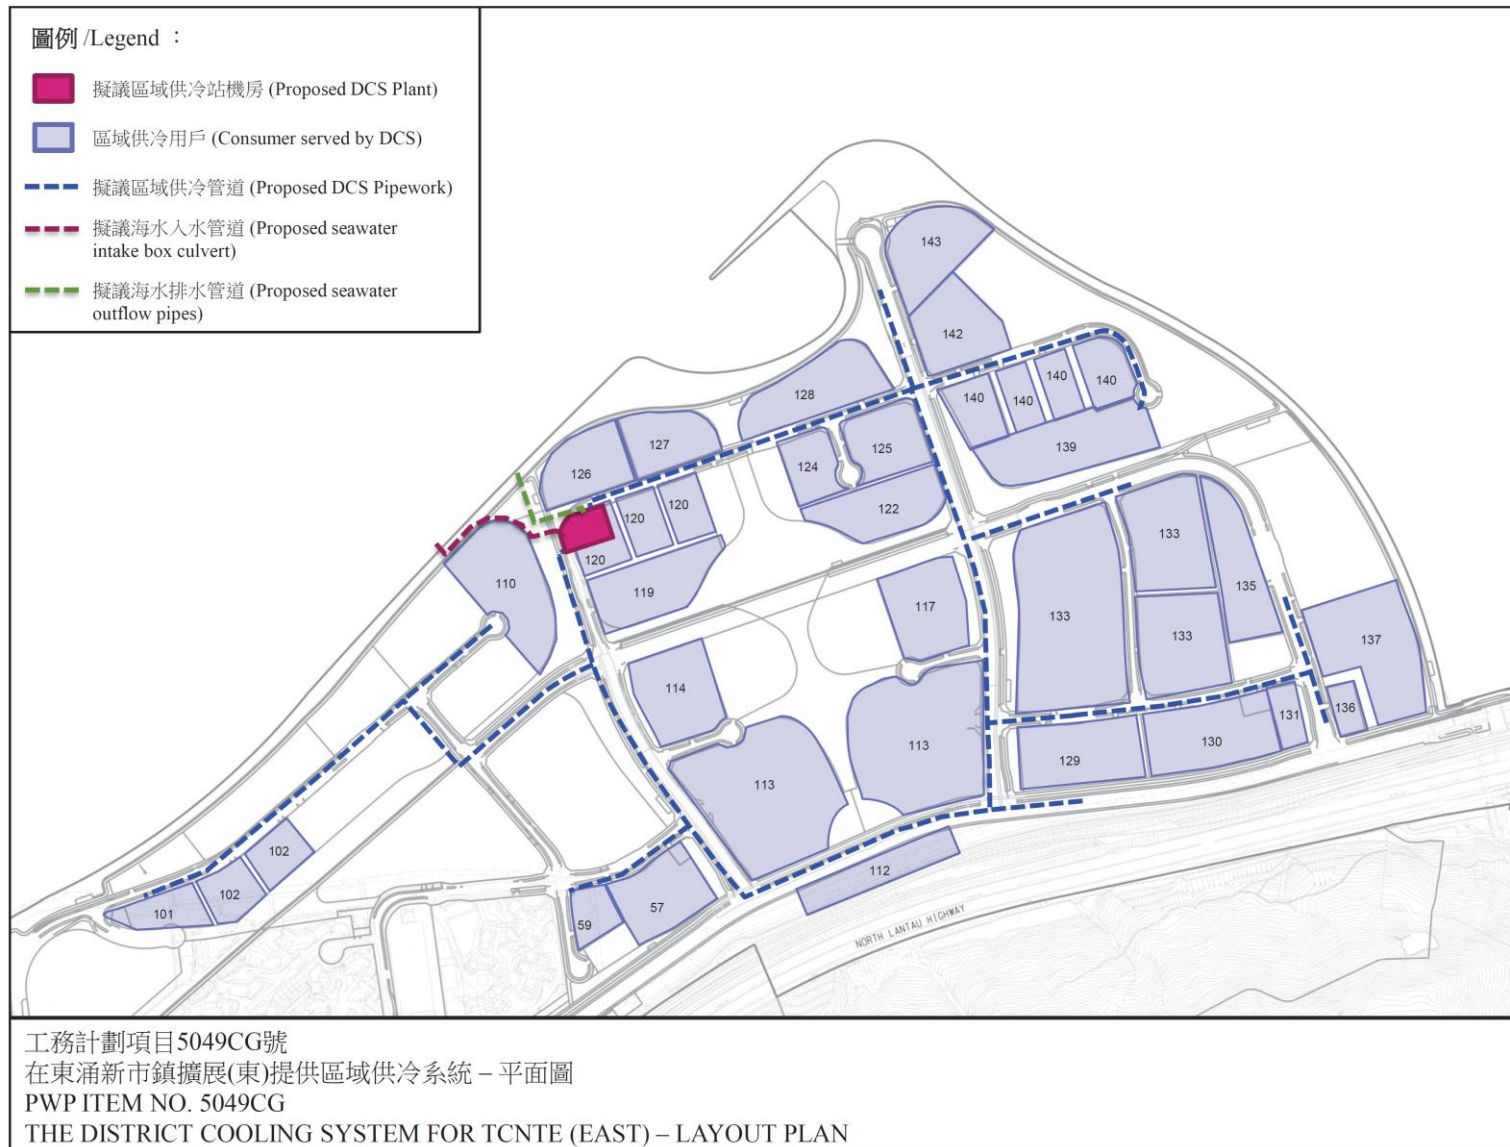 圖例 /Legend :
擬議區域供冷站機房 (Proposed DCS Plant)
區域供冷用戶 (Consumer served by DCS)
擬議區域供冷管道 (Proposed DCS Pipework)
擬議海水入水管道 (Proposed seawater
intake box culvert)
擬議海水排水管道 (Proposed seawater
outflow pipes)
143
142
128
140
140
140
140
127
126
125
124
139
122
120
120
120
133
133
133
135
110
119
117
137
114
113
113
136
131
130
129
112
102
102
101
59
57
NORTH LANTAU HIGHWAY
工務計劃項目5049CG號
在東涌新市鎮擴展(東)提供區域供冷系統 – 平面圖
PWP ITEM NO. 5049CG
THE DISTRICT COOLING SYSTEM FOR TCNTE (EAST) – LAYOUT PLAN